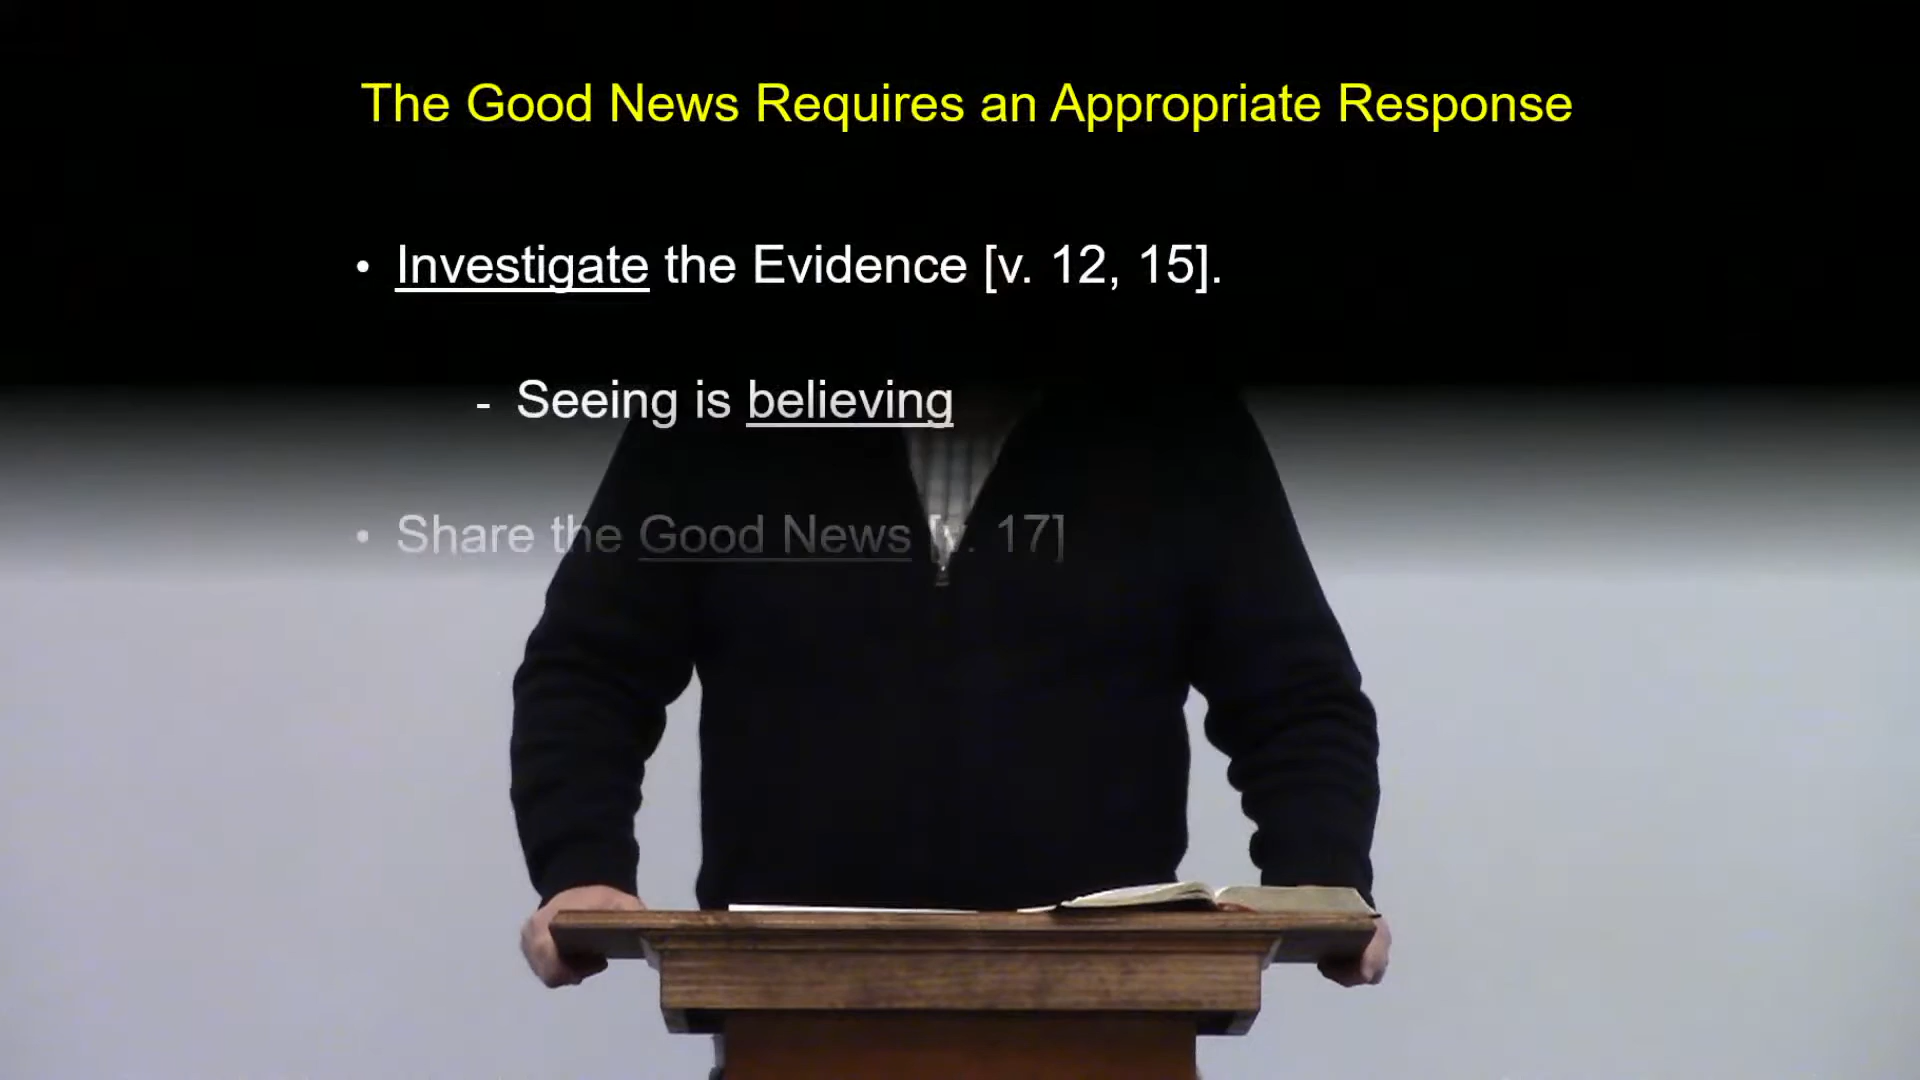 The Good News Requires an Appropriate Response
• Investigate the Evidence [v. 12, 15].
- Seeing is believing
• Share the Good News [v. 17]